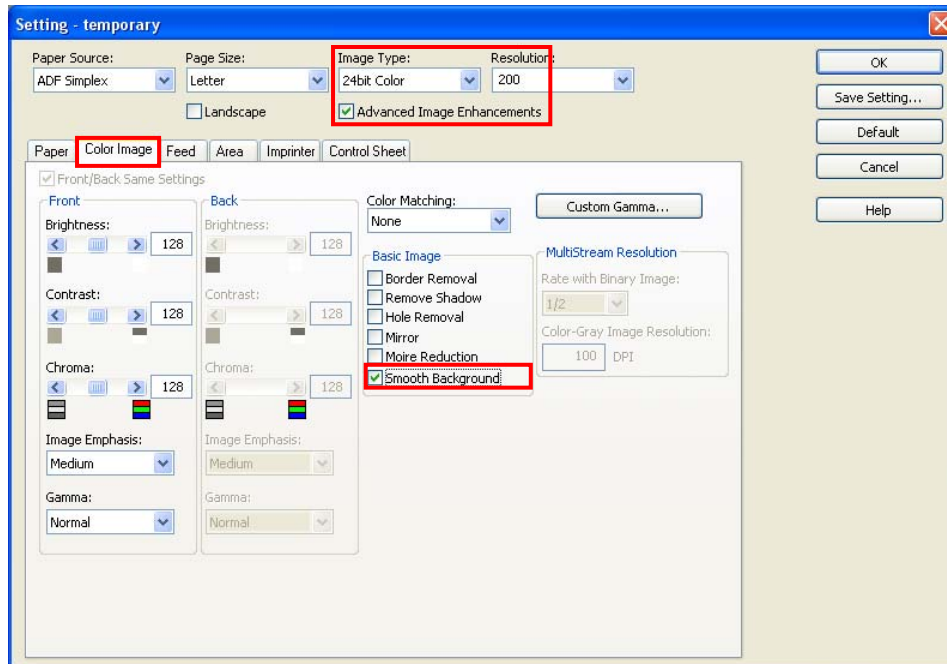 Setting - temporary
Paper Source: Page Size: Image Type: Resolution:
ADF Simplex Letter 24bit Color 200
Landscape Advanced Image Enhancements
OK
Save Setting...
Default
Cancel
Help
Paper Color Image Feed Area Imprinter Control Sheet
Front/Back Same Settings
Front
Brightness:
128
Contrast:
128
Chroma:
128
Image Emphasis:
Medium
Gamma:
Normal
Back
Brightness:
128
Contrast:
128
Chroma:
128
Image Emphasis:
Medium
Gamma:
Normal
Color Matching:
None
Custom Gamma...
Basic Image
Border Removal
Remove Shadow
Hole Removal
Mirror
Moire Reduction
Smooth Background
MultiStream Resolution
Rate with Binary Image:
1/2
Color-Gray Image Resolution:
100 DPI